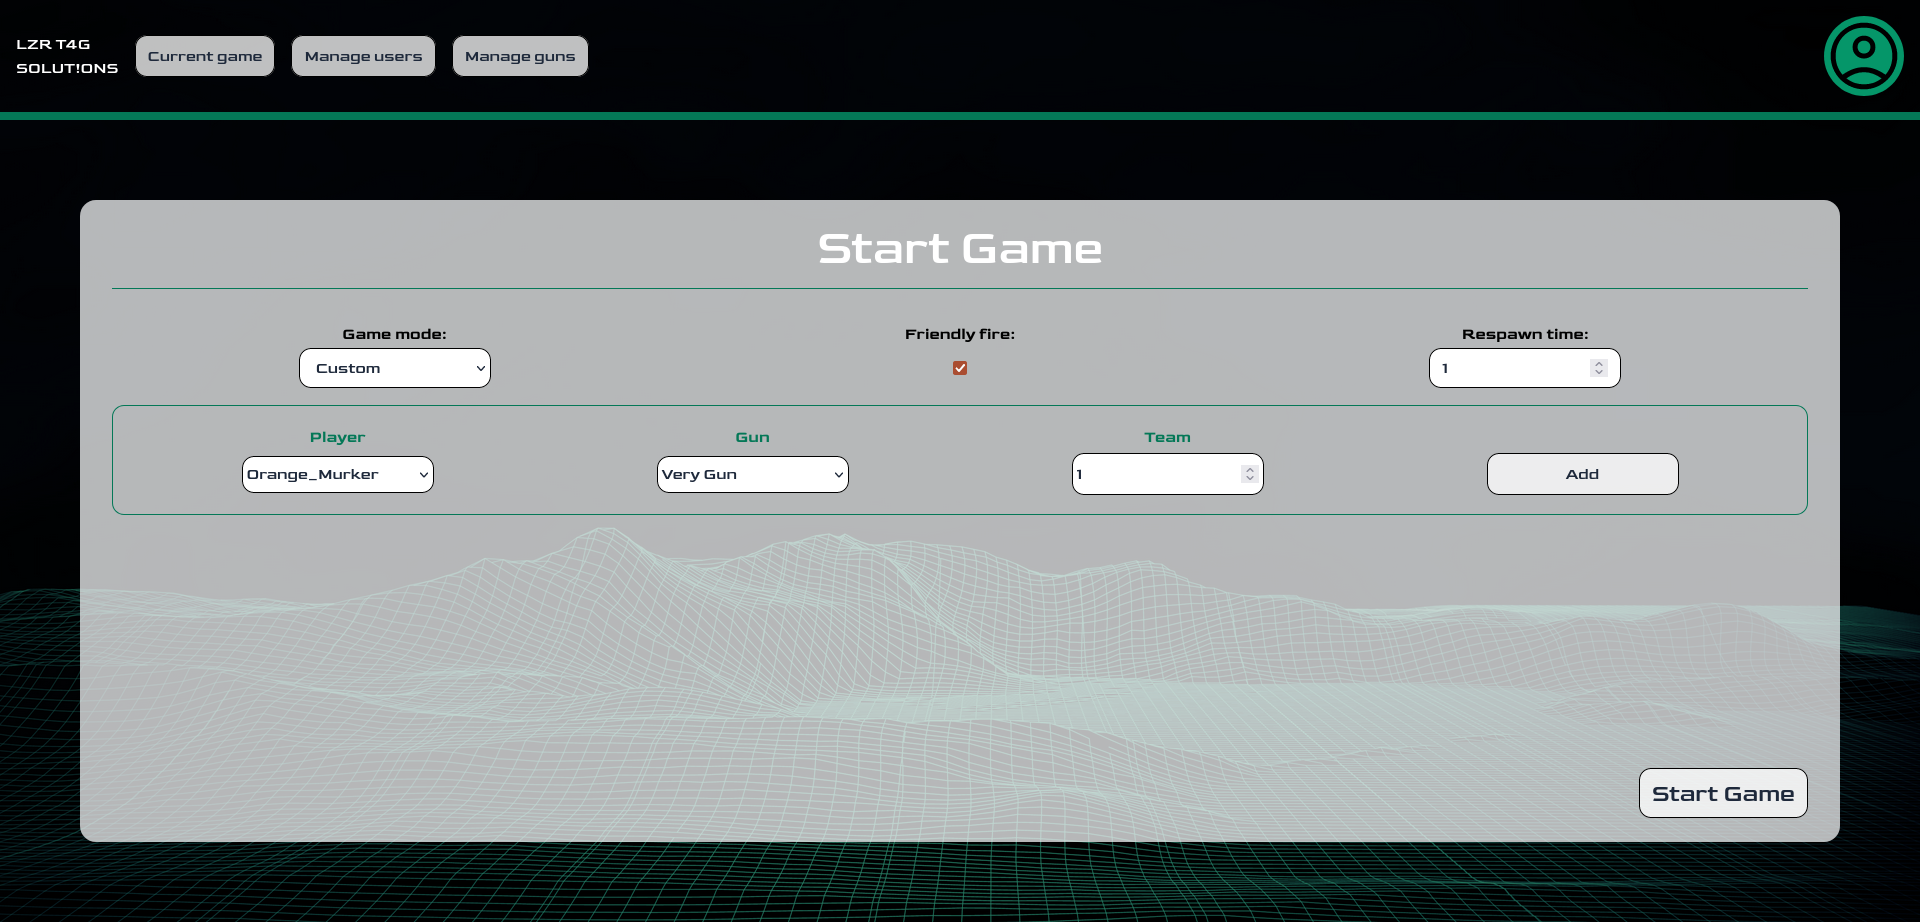 LZR T4G
SOLUT!ONS
Current game
Manage users
Manage guns
Start Game
Game mode:
Friendly fire:
Respawn time:
Custom
1
Player
Gun
Team
Orange_Murker
Very Gun
1
Add
Start Game